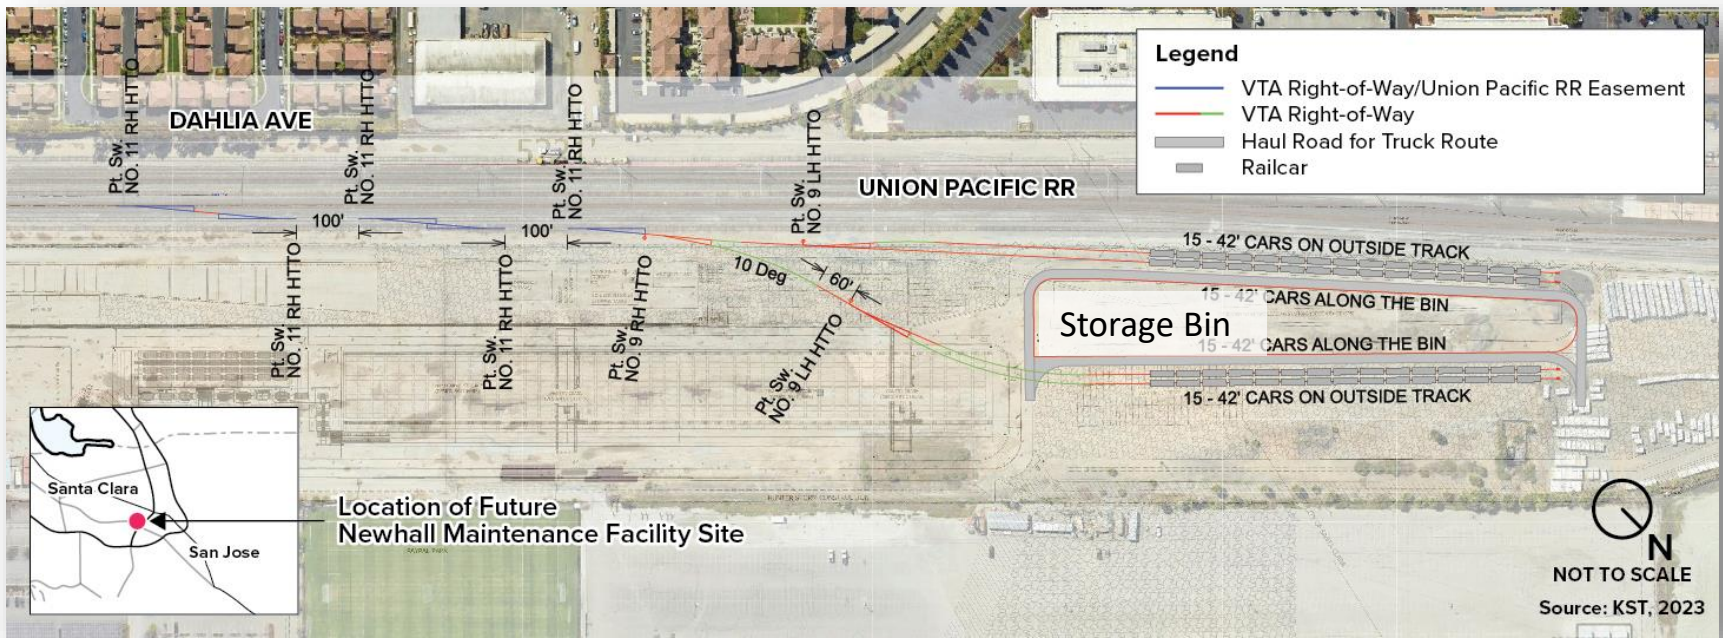 Legend
VTA Right-of-Way/Union Pacific RR Easement
VTA Right-of-Way
Haul Road for Truck Route
Railcar
DAHLIA AVE
UNION PACIFIC RR
Pt. Sw.
NO. 11 RH HTTO
Pt. Sw.
NO. 11 RH HTTO
Pt. Sw.
NO. 11 RH HTTO
Pt. Sw.
NO. 9 LH HTTO
100'
100'
10 Deg
60'
Pt. Sw.
NO. 11 RH HTTO
Pt. Sw.
NO. 11 RH HTTO
Pt. Sw.
NO. 9 RH HTTO
Pt. Sw.
NO. 9 LH HTTO
15 - 42' CARS ON OUTSIDE TRACK
15 - 42' CARS ALONG THE BIN
Storage Bin
15 - 42' CARS ALONG THE BIN
15 - 42' CARS ON OUTSIDE TRACK
Santa Clara
San Jose
Location of Future
Newhall Maintenance Facility Site
PAYPAL PARK
N
NOT TO SCALE
Source: KST, 2023